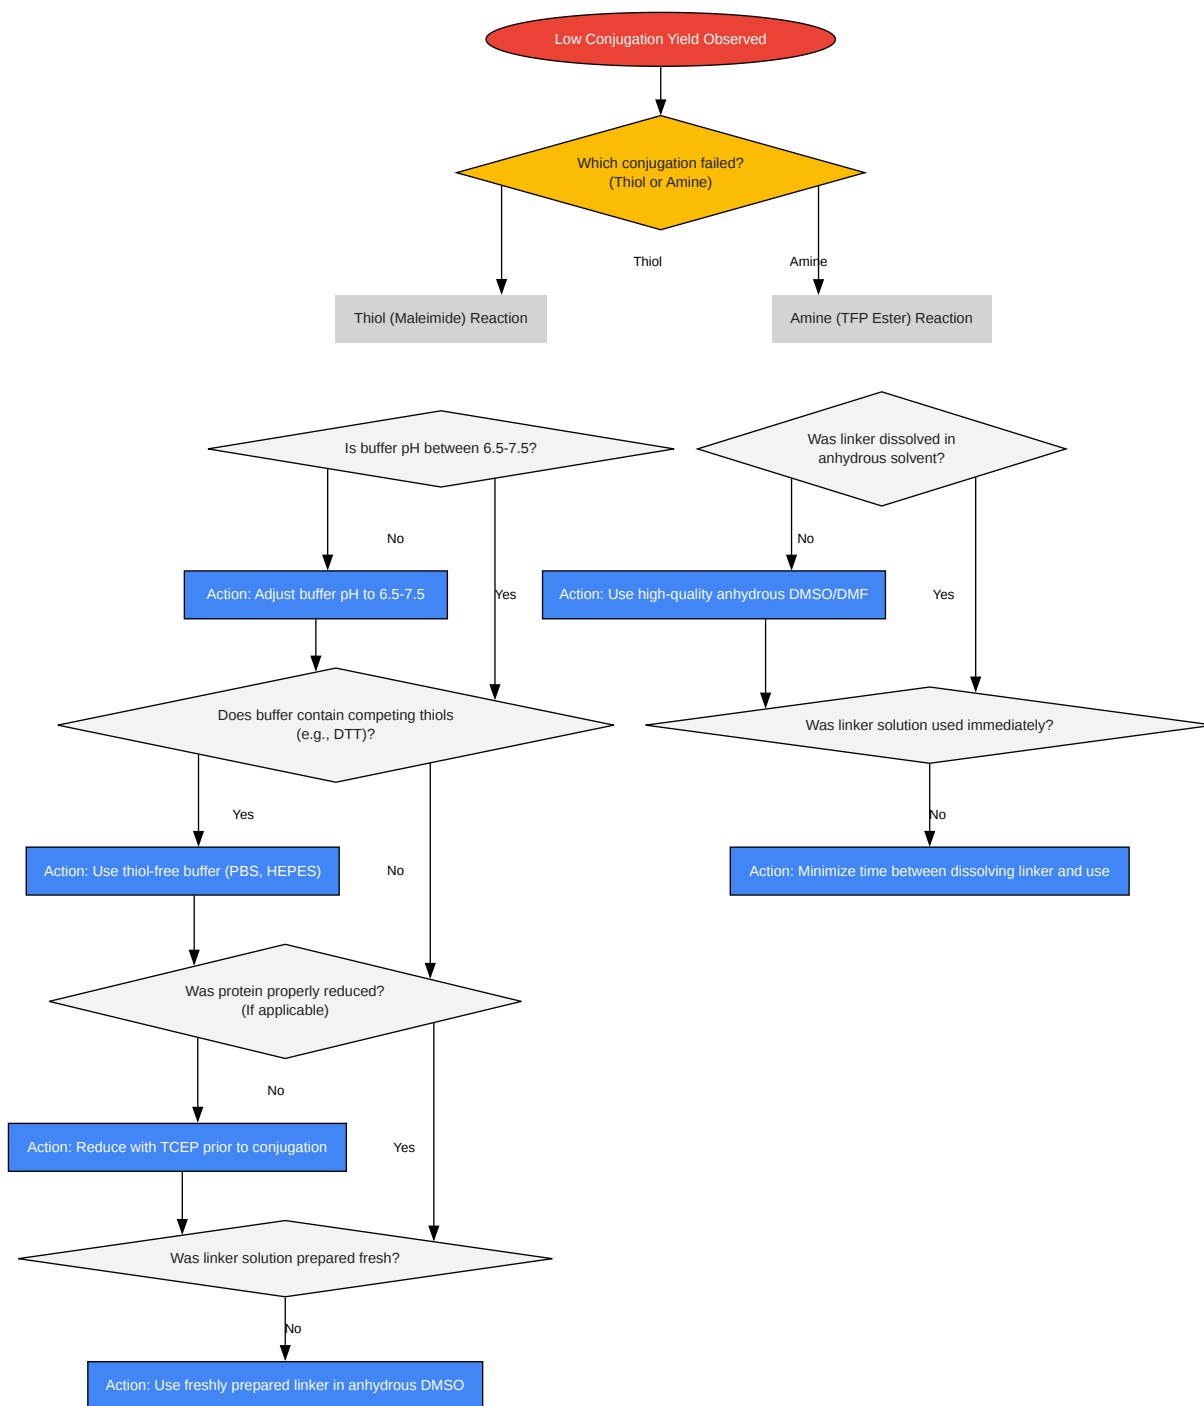 Low Conjugation Yield Observed
Which conjugation failed?
(Thiol or Amine)
Thiol
Amine
Thiol (Maleimide) Reaction
Amine (TFP Ester) Reaction
Is buffer pH between 6.5-7.5?
Was linker dissolved in
anhydrous solvent?
No
No
Action: Adjust buffer pH to 6.5-7.5
Yes
Action: Use high-quality anhydrous DMSO/DMF
Yes
Does buffer contain competing thiols
(e.g., DTT)?
Was linker solution used immediately?
Yes
No
Action: Use thiol-free buffer (PBS, HEPES)
No
Action: Minimize time between dissolving linker and use
Was protein properly reduced?
(If applicable)
No
Action: Reduce with TCEP prior to conjugation
Yes
Was linker solution prepared fresh?
No
Action: Use freshly prepared linker in anhydrous DMSO